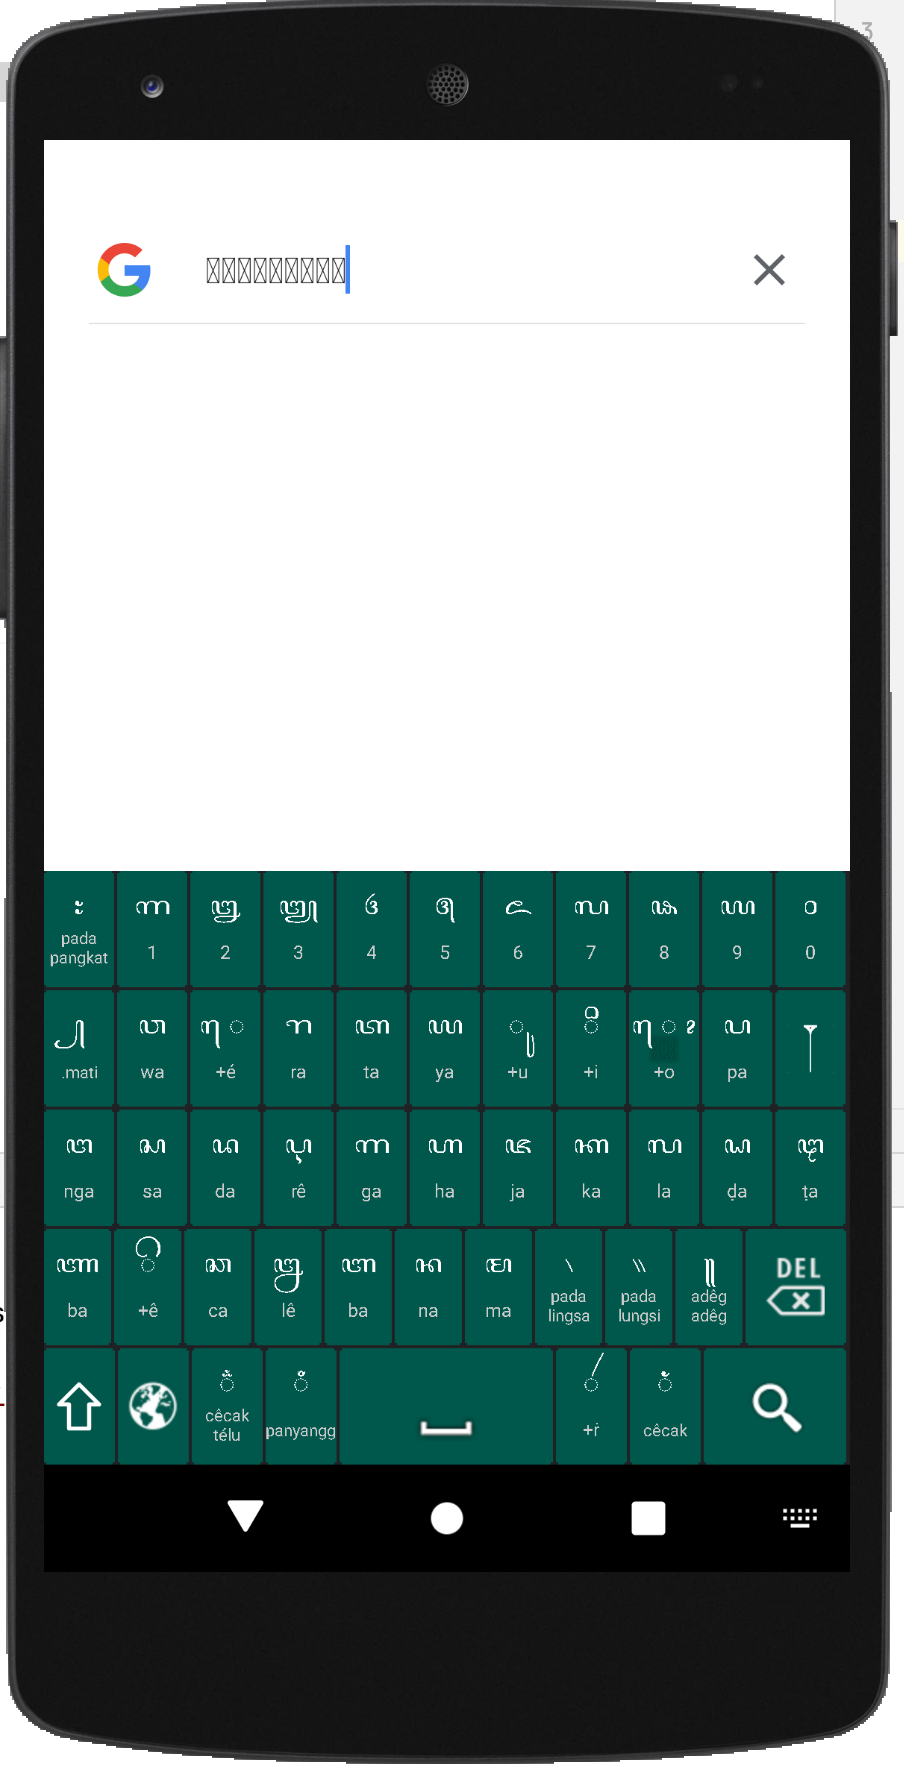 ꧇ ꧑ ꧒ ꧓ ꧔ ꧕ ꧖ ꧗ ꧘ ꧙ ꧐
pada pangkat 1 2 3 4 5 6 7 8 9 0
꧀ ꦮ ꦺ ꦫ ꦠ ꦪ ꦸ ꦶ ꦺꦴ ꦥ
.mati wa +é ra ta ya +u +i +o pa
ꦔ ꦱ ꦢ ꦉ ꦒ ꦲ ꦗ ꦏ ꦭ ꦝ ꦛ
nga sa da rê ga ha ja ka la ḍa ṭa
ꦼ ꦕ ꦊ ꦧ ꦤ ꦩ ꧈ ꧉ ꧋ DEL
ba +ê ca lê ba na ma pada lingsa pada lungsi adêg adêg
꦳ ꦀ ꦂ ꦁ
cêcak télu panyangg +ṙ cêcak